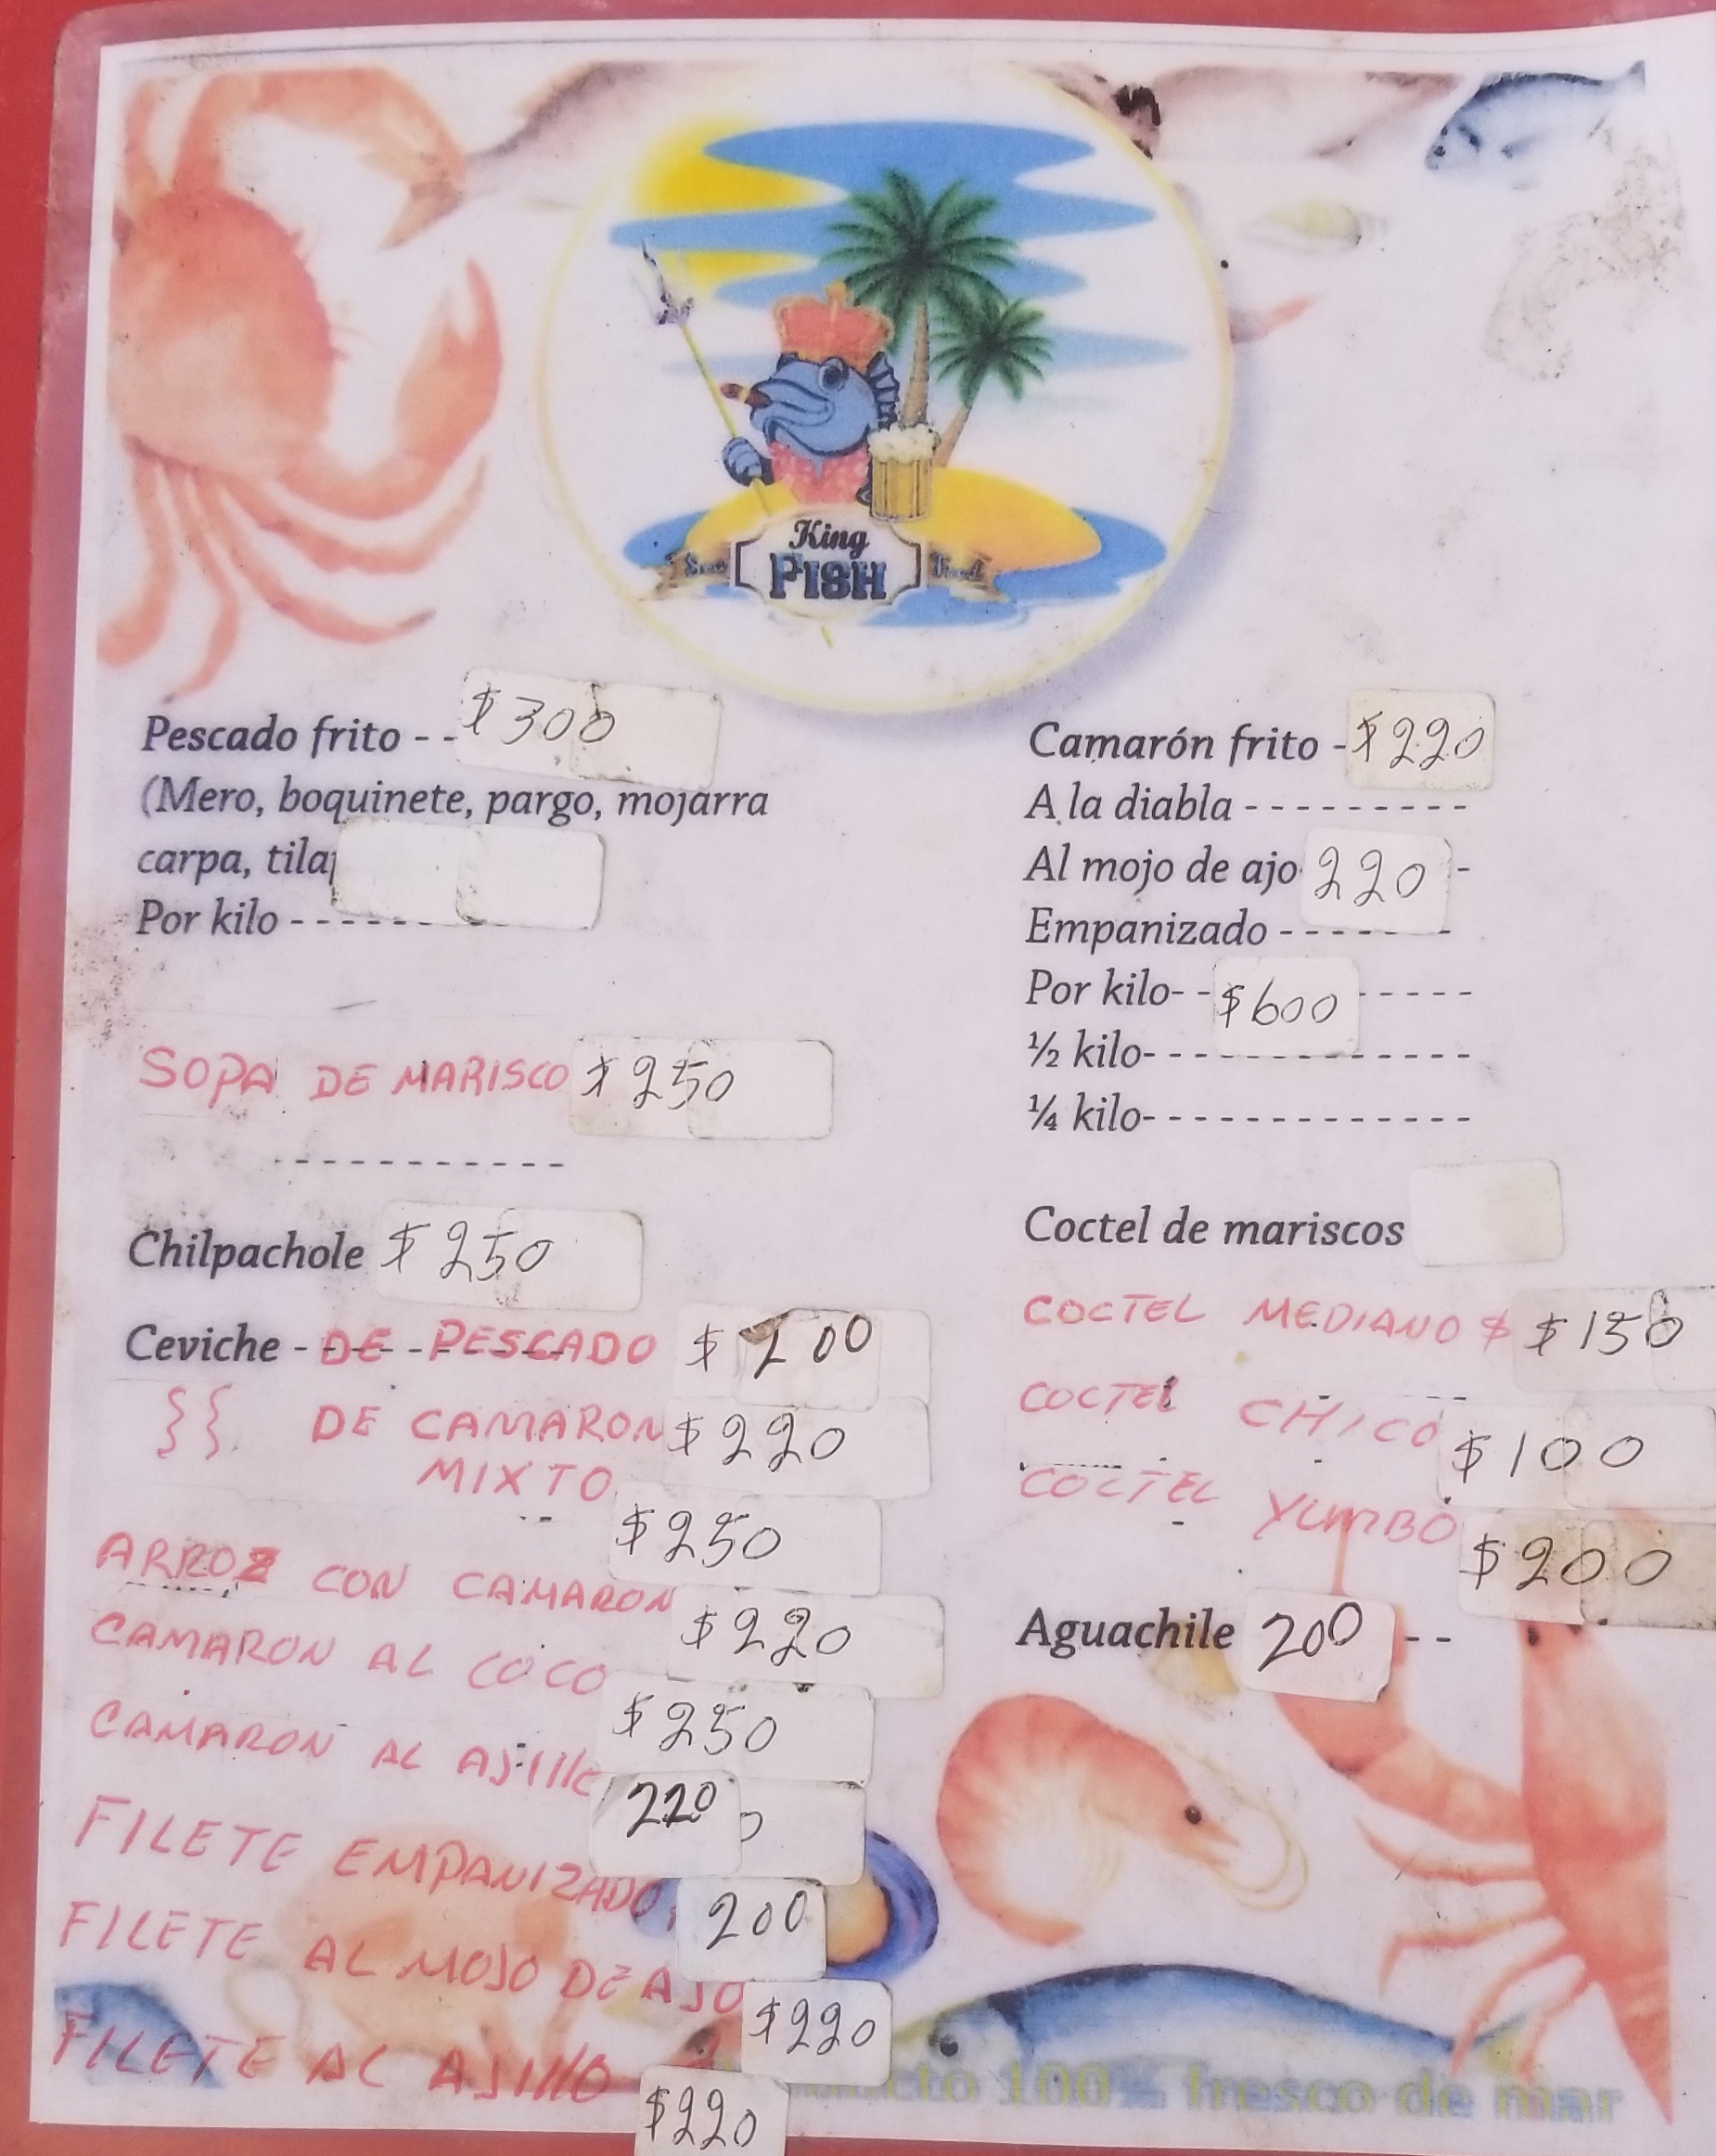 King
FISH
Sea Food
Pescado frito - - $300
(Mero, boquinete, pargo, mojarra
carpa, tila
Por kilo - - - - - - - - - -
SOPA DE MARISCO $250
Chilpachole $250
Ceviche - DE PESCADO $200
{{ DE CAMARON $220
MIXTO $250
ARROZ CON CAMARON $220
CAMARON AL COCO $250
CAMARON AL AJIllo 220
FILETE EMPANIZADO 200
FILETE AL MOJO DE AJO $220
FILETE AL AJIllO $220
Camarón frito - $220
A la diabla - - - - - - - - -
Al mojo de ajo 220 -
Empanizado - - - - - - -
Por kilo- - $600 - - - - -
½ kilo- - - - - - - - - - - - - -
¼ kilo- - - - - - - - - - - - - -
Coctel de mariscos
COCTEL MEDIANO $ $150
COCTEL CHICO $100
COCTEL YUMBO $200
Aguachile 200 - -
100% fresco de mar